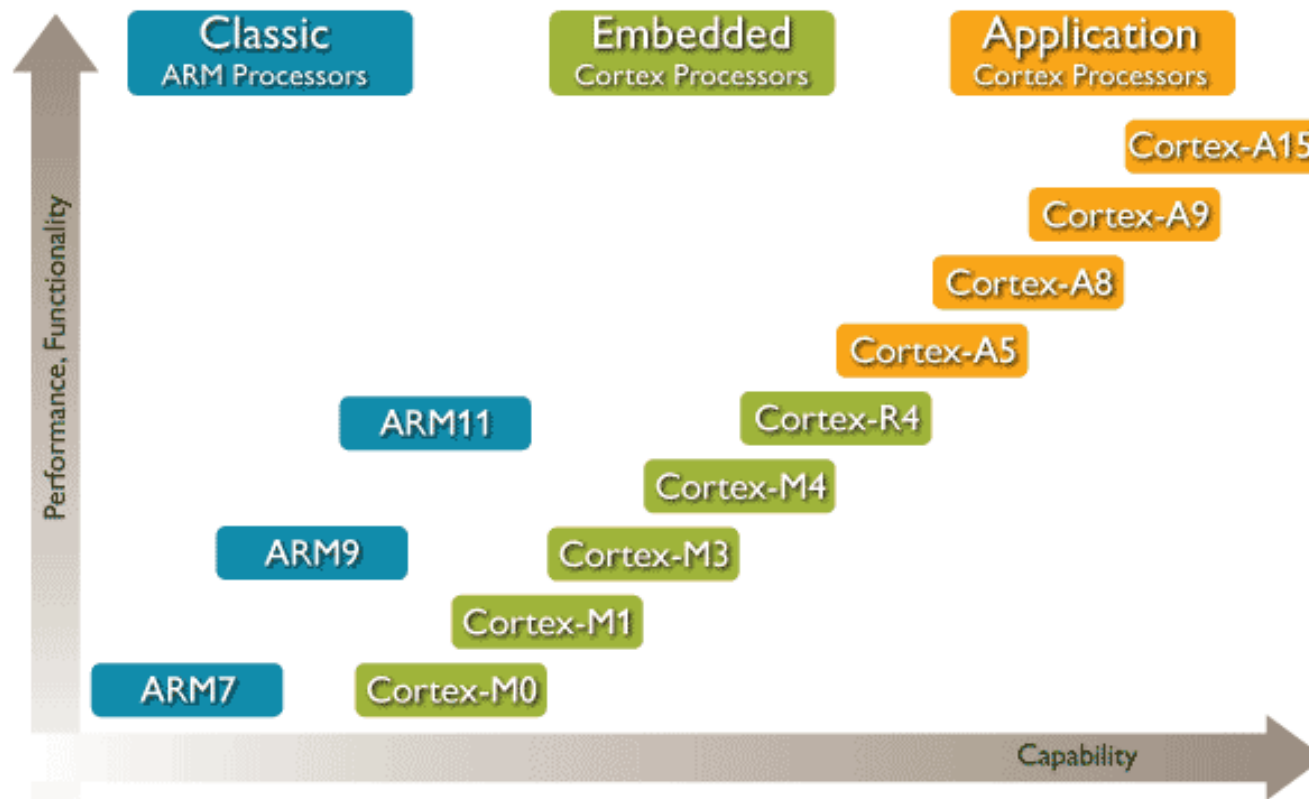 Classic
ARM Processors
Embedded
Cortex Processors
Application
Cortex Processors
Cortex-A15
Cortex-A9
Cortex-A8
Cortex-A5
Cortex-R4
ARM11
Cortex-M4
ARM9
Cortex-M3
Cortex-M1
ARM7
Cortex-M0
Performance, Functionality
Capability